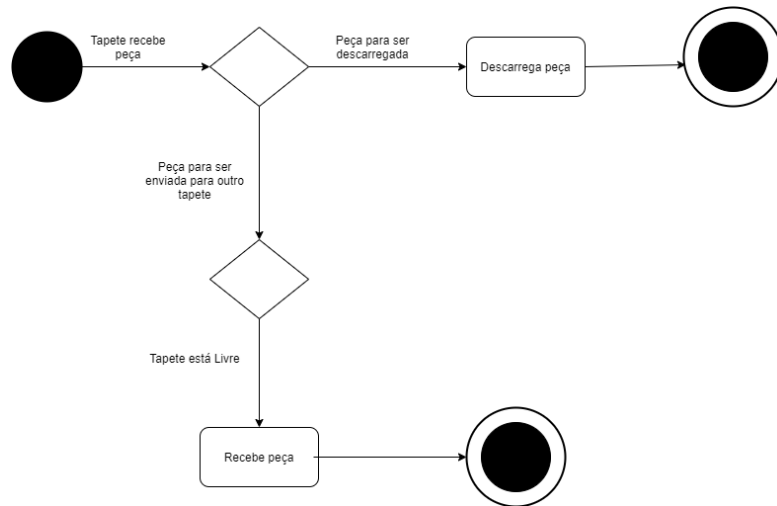 Tapete recebe
peça
Peça para ser
descarregada
Descarrega peça
Peça para ser
enviada para outro
tapete
Tapete está Livre
Recebe peça